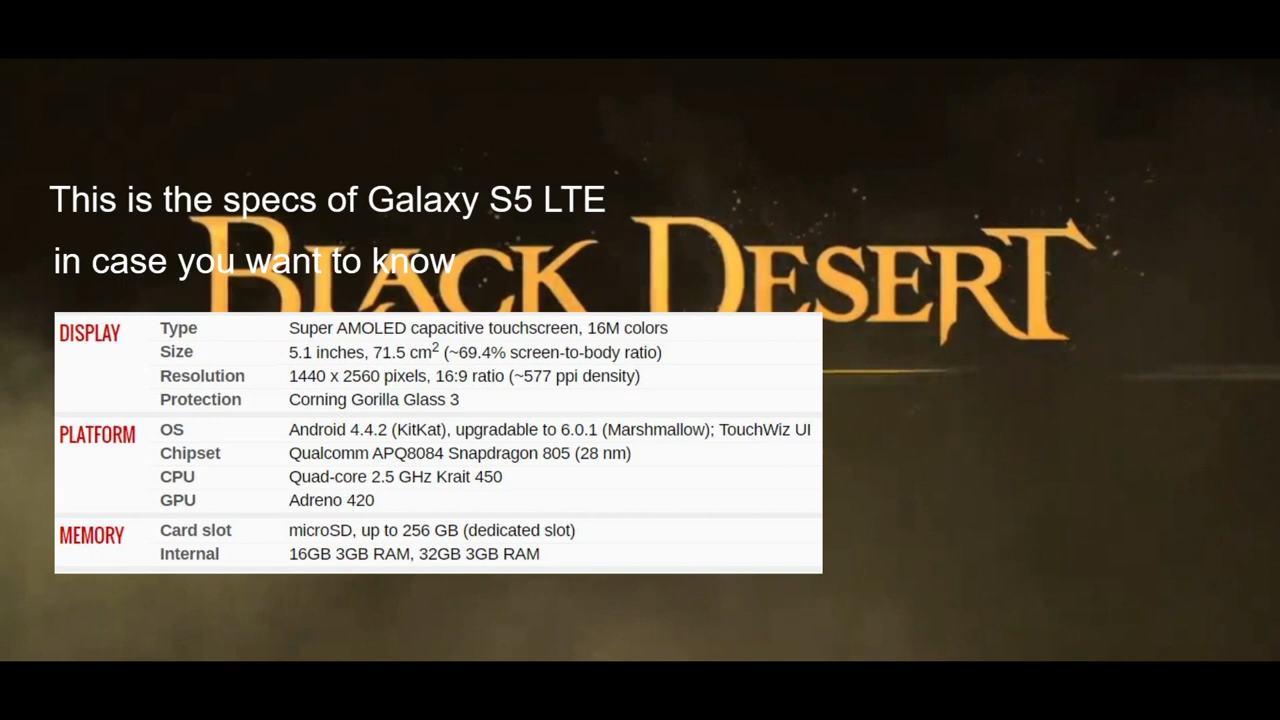 This is the specs of Galaxy S5 LTE
BLACK DESERT
in case you want to know
DISPLAY Type Super AMOLED capacitive touchscreen, 16M colors
Size 5.1 inches, 71.5 cm2 (~69.4% screen-to-body ratio)
Resolution 1440 x 2560 pixels, 16:9 ratio (~577 ppi density)
Protection Corning Gorilla Glass 3
PLATFORM OS Android 4.4.2 (KitKat), upgradable to 6.0.1 (Marshmallow); TouchWiz UI
Chipset Qualcomm APQ8084 Snapdragon 805 (28 nm)
CPU Quad-core 2.5 GHz Krait 450
GPU Adreno 420
MEMORY Card slot microSD, up to 256 GB (dedicated slot)
Internal 16GB 3GB RAM, 32GB 3GB RAM